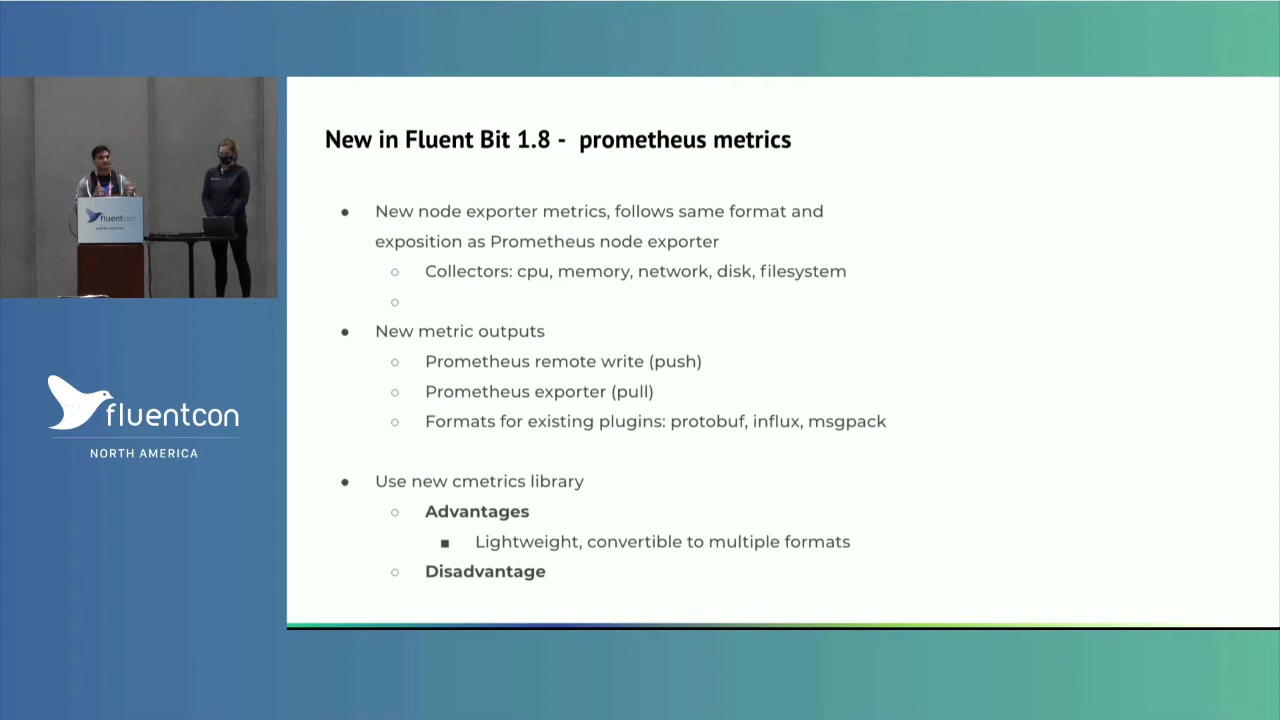 New in Fluent Bit 1.8 - prometheus metrics
● New node exporter metrics, follows same format and
exposition as Prometheus node exporter
○ Collectors: cpu, memory, network, disk, filesystem
○
● New metric outputs
○ Prometheus remote write (push)
○ Prometheus exporter (pull)
○ Formats for existing plugins: protobuf, influx, msgpack
● Use new cmetrics library
○ Advantages
■ Lightweight, convertible to multiple formats
○ Disadvantage
fluentcon
NORTH AMERICA
fluentcon
NORTH AMERICA